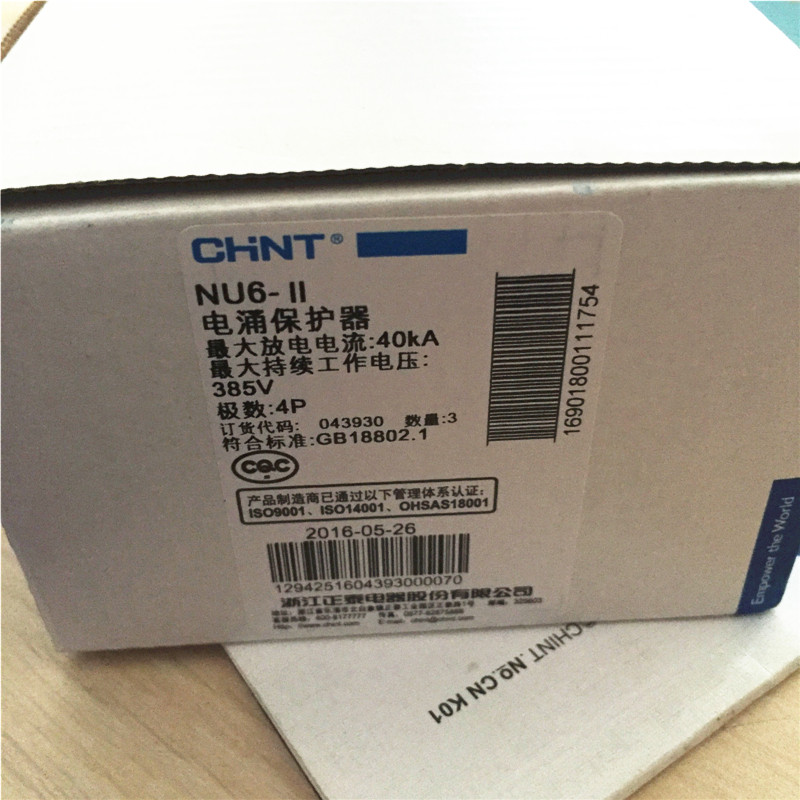 CHNT®
NU6-II
电涌保护器
最大放电电流:40kA
最大持续工作电压:
385V
极数:4P
订货代码: 043930 数量:3
符合标准:GB18802.1
CQC
产品制造商已通过以下管理体系认证:
ISO9001、ISO14001、OHSAS18001
2016-05-26
1294251604393000070
浙江正泰电器股份有限公司
1690180011754
Empower the World
CHINT. №.CN K01